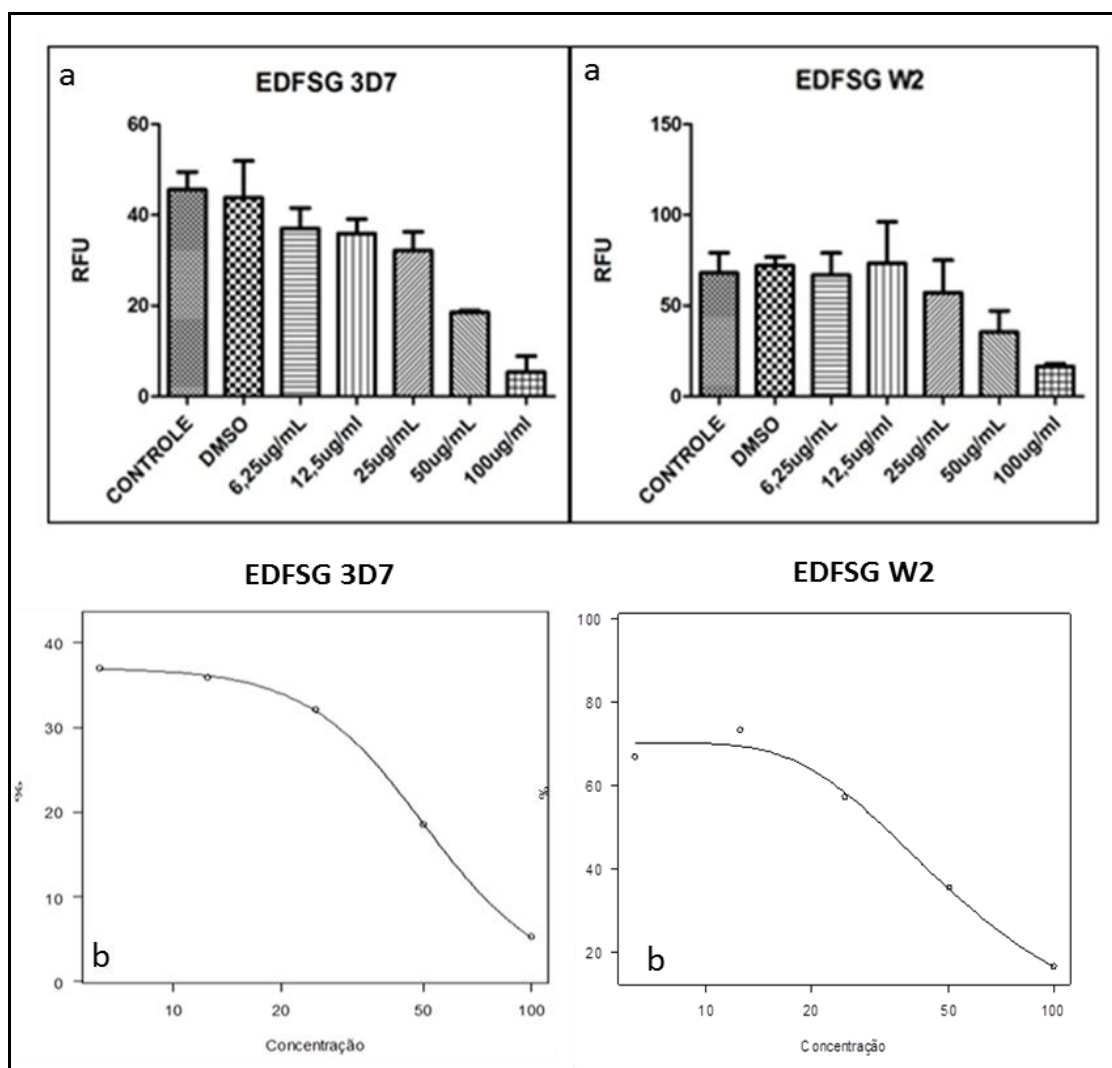 a
EDFSG 3D7
60
40
20
0
RFU
CONTROLE
DMSO
6,25ug/mL
12,5ug/ml
25ug/mL
50ug/mL
100ug/ml
a
EDFSG W2
150
100
50
0
RFU
CONTROLE
DMSO
6,25ug/mL
12,5ug/ml
25ug/mL
50ug/mL
100ug/ml
EDFSG 3D7
40
30
20
10
0
%
b
10
20
50
100
Concentração
EDFSG W2
100
80
60
40
20
%
b
10
20
50
100
Concentração